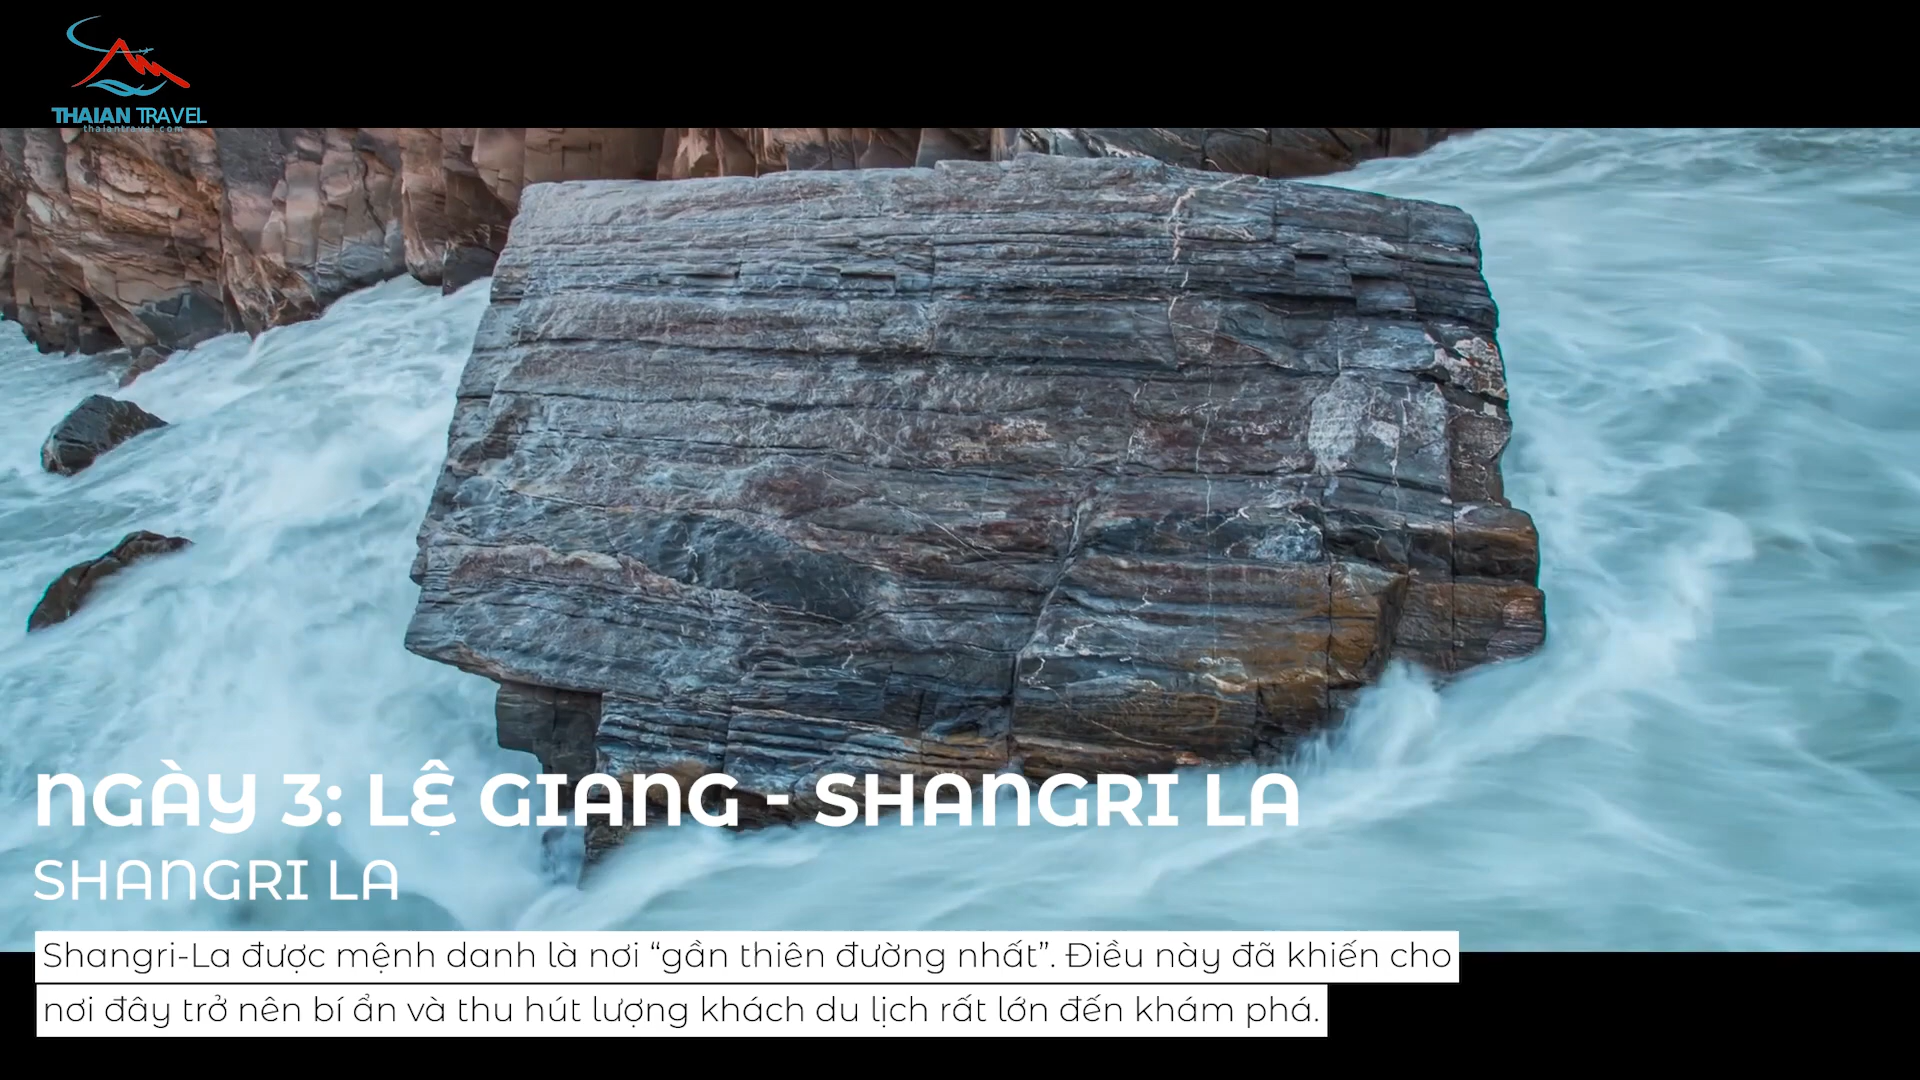 THAIAN TRAVEL
thaiantravel.com
NGÀY 3: LỆ GIANG - SHANGRI LA
SHANGRI LA
Shangri-La được mệnh danh là nơi “gần thiên đường nhất”. Điều này đã khiến cho
nơi đây trở nên bí ẩn và thu hút lượng khách du lịch rất lớn đến khám phá.